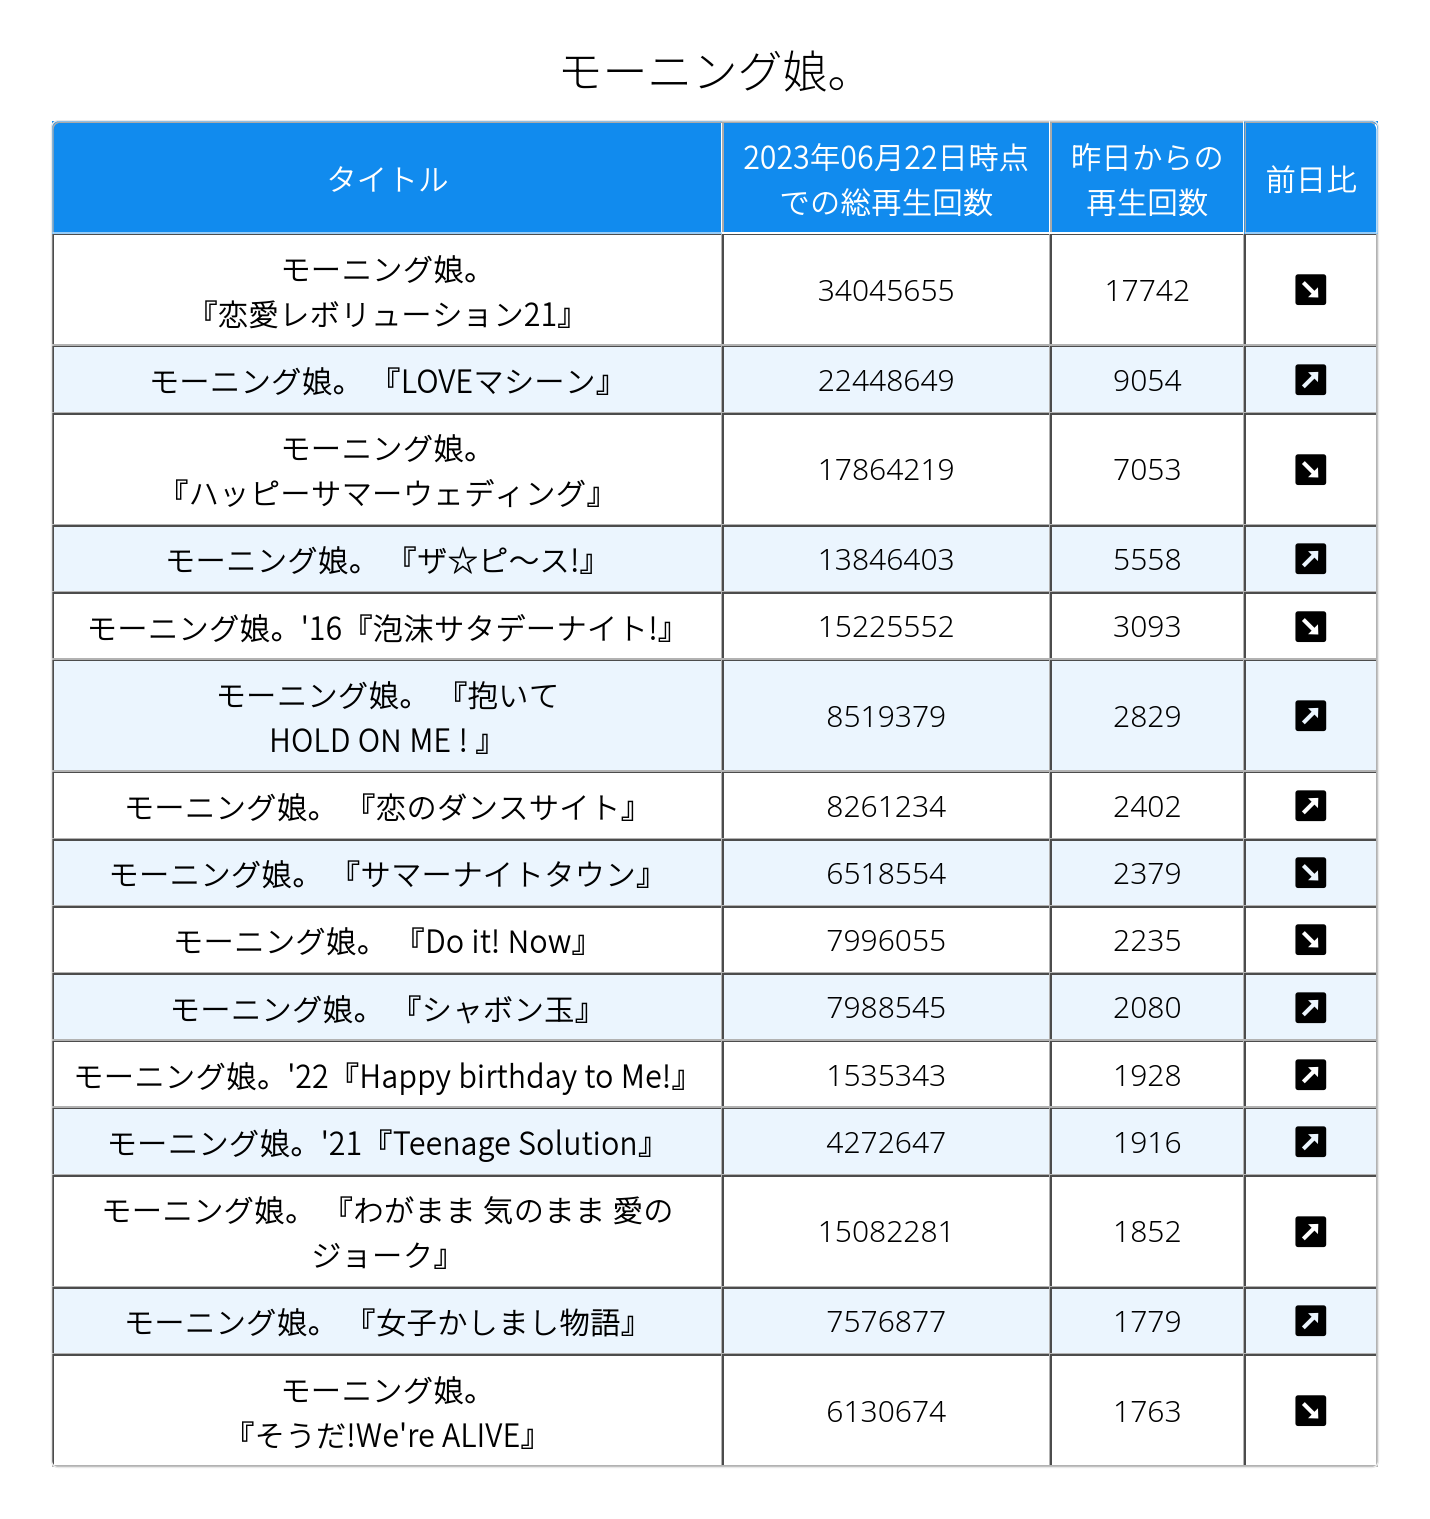 モーニング娘。
タイトル
2023年06月22日時点
での総再生回数
昨日からの
再生回数
前日比
モーニング娘。
『恋愛レボリューション21』
34045655
17742
モーニング娘。 『LOVEマシーン』
22448649
9054
モーニング娘。
『ハッピーサマーウェディング』
17864219
7053
モーニング娘。 『ザ☆ピ〜ス!』
13846403
5558
モーニング娘。'16『泡沫サタデーナイト!』
15225552
3093
モーニング娘。 『抱いて
HOLD ON ME ! 』
8519379
2829
モーニング娘。 『恋のダンスサイト』
8261234
2402
モーニング娘。 『サマーナイトタウン』
6518554
2379
モーニング娘。 『Do it! Now』
7996055
2235
モーニング娘。 『シャボン玉』
7988545
2080
モーニング娘。'22『Happy birthday to Me!』
1535343
1928
モーニング娘。'21『Teenage Solution』
4272647
1916
モーニング娘。 『わがまま 気のまま 愛の
ジョーク』
15082281
1852
モーニング娘。 『女子かしまし物語』
7576877
1779
モーニング娘。
『そうだ!We're ALIVE』
6130674
1763